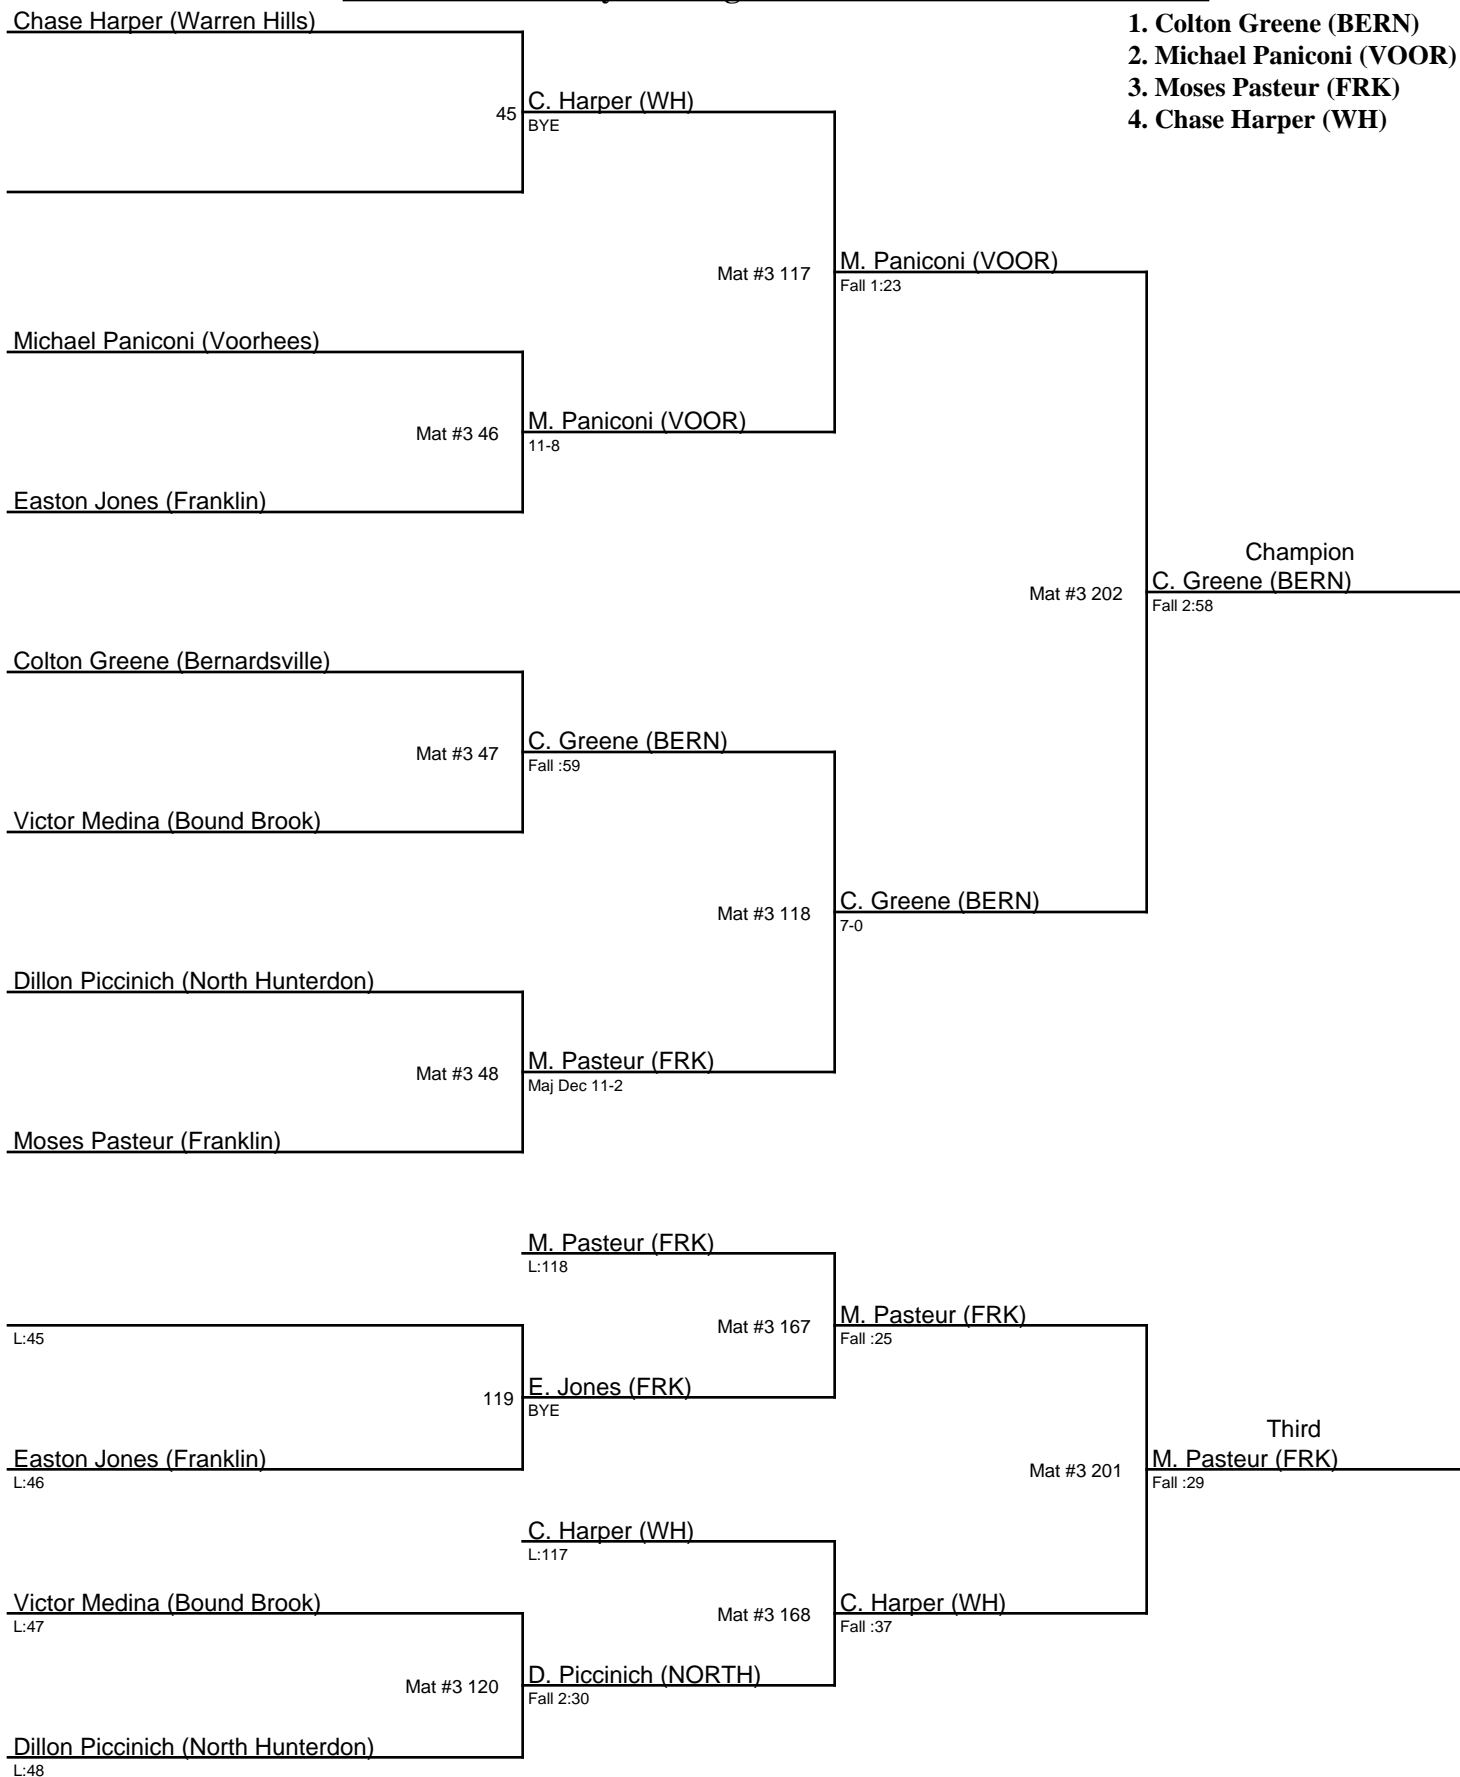 Chase Harper (Warren Hills)
1. Colton Greene (BERN)
2. Michael Paniconi (VOOR)
3. Moses Pasteur (FRK)
4. Chase Harper (WH)
45
C. Harper (WH)
BYE
Mat #3 117
M. Paniconi (VOOR)
Fall 1:23
Michael Paniconi (Voorhees)
Mat #3 46
M. Paniconi (VOOR)
11-8
Easton Jones (Franklin)
Champion
Mat #3 202
C. Greene (BERN)
Fall 2:58
Colton Greene (Bernardsville)
Mat #3 47
C. Greene (BERN)
Fall :59
Victor Medina (Bound Brook)
Mat #3 118
C. Greene (BERN)
7-0
Dillon Piccinich (North Hunterdon)
Mat #3 48
M. Pasteur (FRK)
Maj Dec 11-2
Moses Pasteur (Franklin)
M. Pasteur (FRK)
L:118
L:45
Mat #3 167
M. Pasteur (FRK)
Fall :25
119
E. Jones (FRK)
BYE
Easton Jones (Franklin)
L:46
Third
Mat #3 201
M. Pasteur (FRK)
Fall :29
C. Harper (WH)
L:117
Victor Medina (Bound Brook)
L:47
Mat #3 168
C. Harper (WH)
Fall :37
Mat #3 120
D. Piccinich (NORTH)
Fall 2:30
Dillon Piccinich (North Hunterdon)
L:48